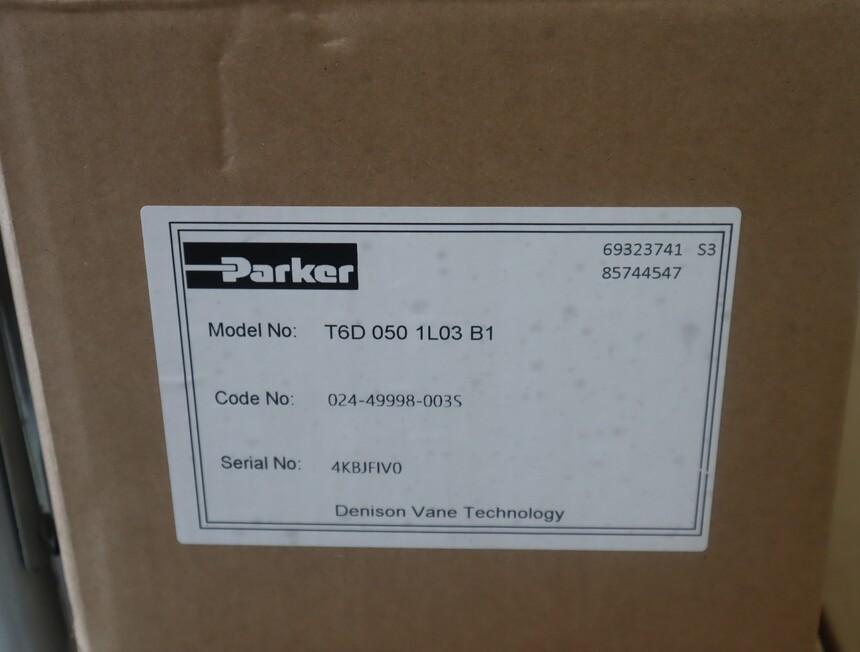 Parker
69323741 S3
85744547
Model No: T6D 050 1L03 B1
Code No: 024-49998-003S
Serial No: 4KBJFIV0
Denison Vane Technology